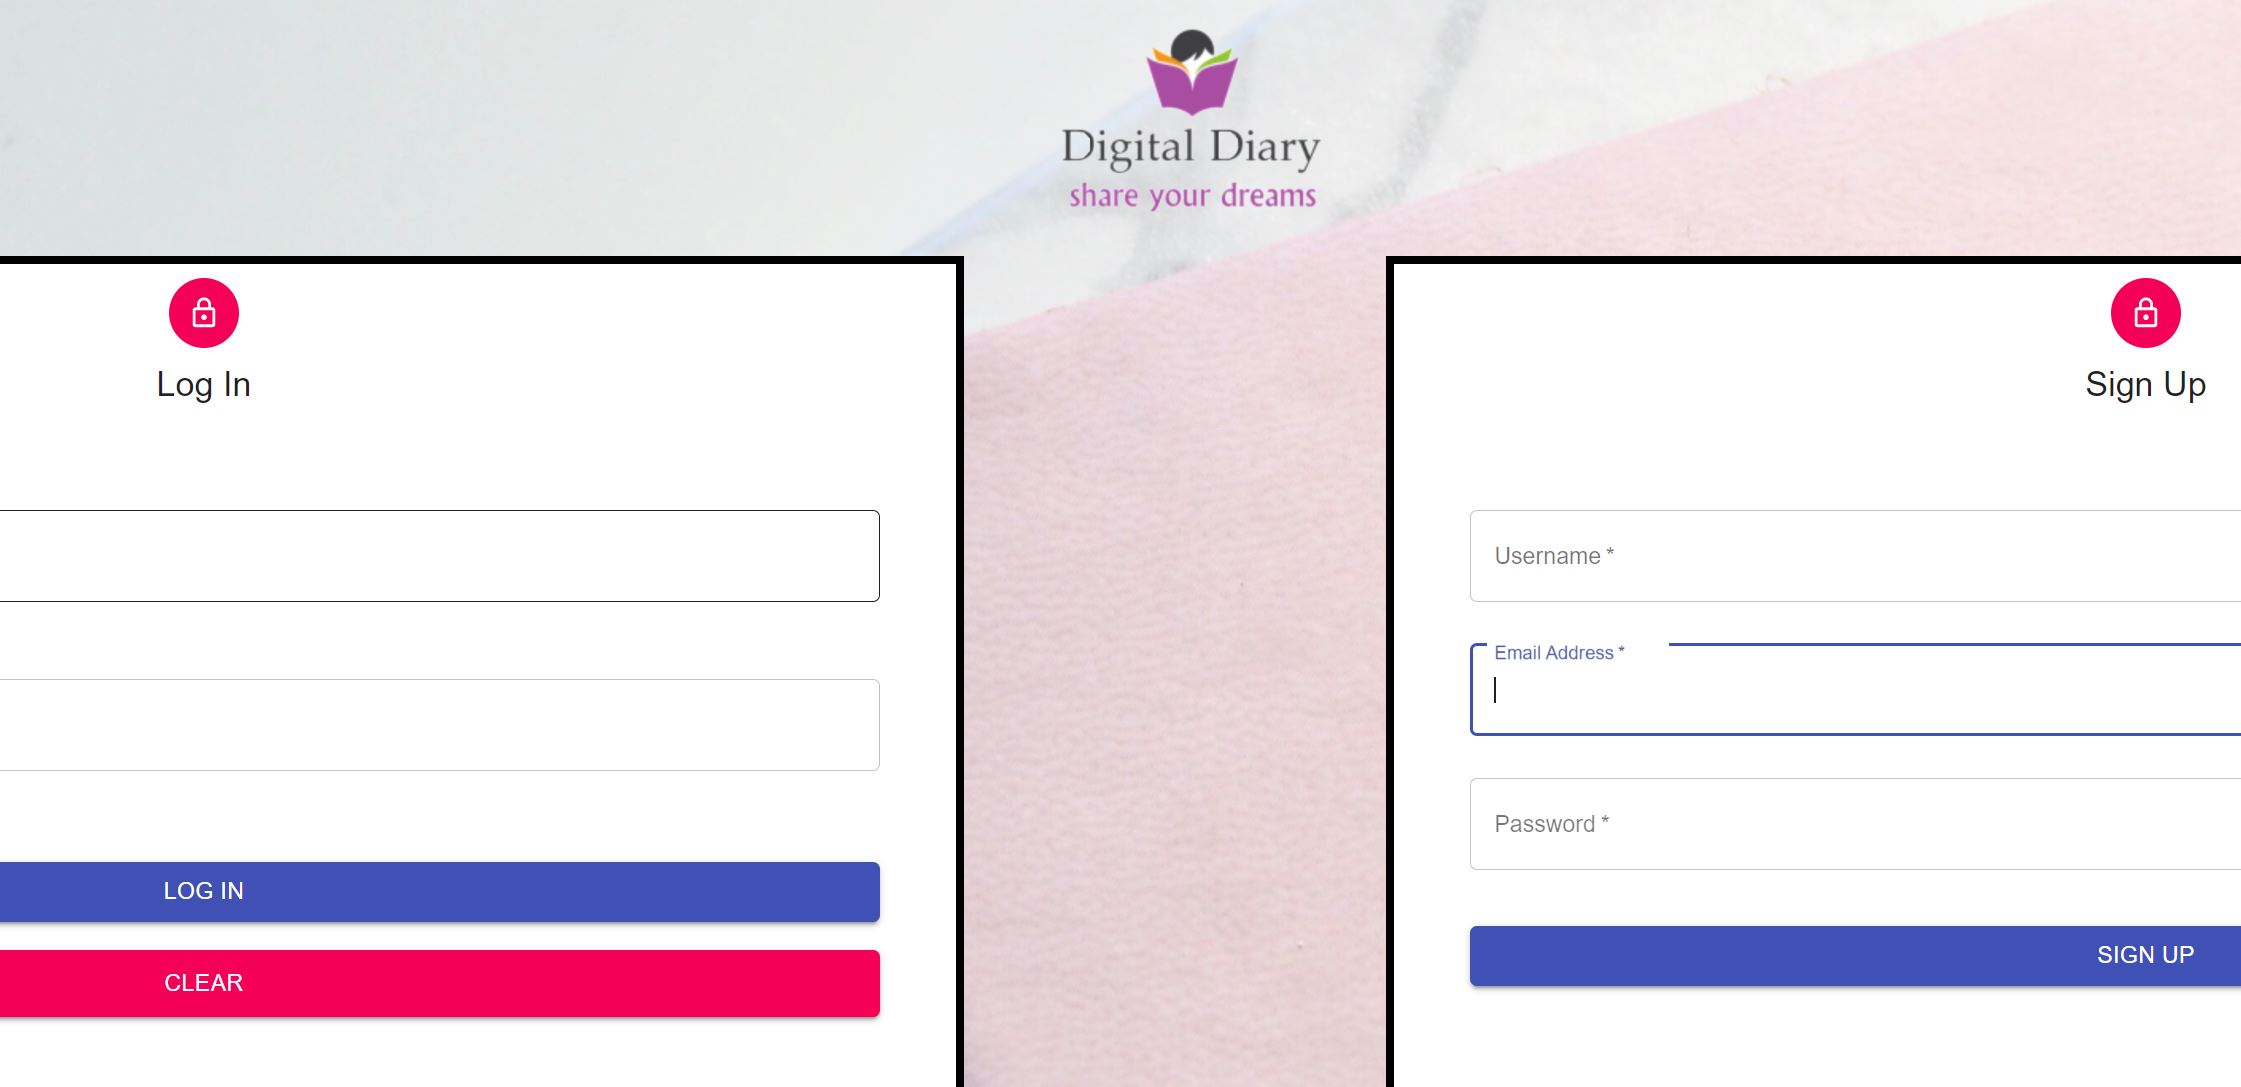 Digital Diary
share your dreams
Log In
LOG IN
CLEAR
Sign Up
Username *
Email Address *
Password *
SIGN UP